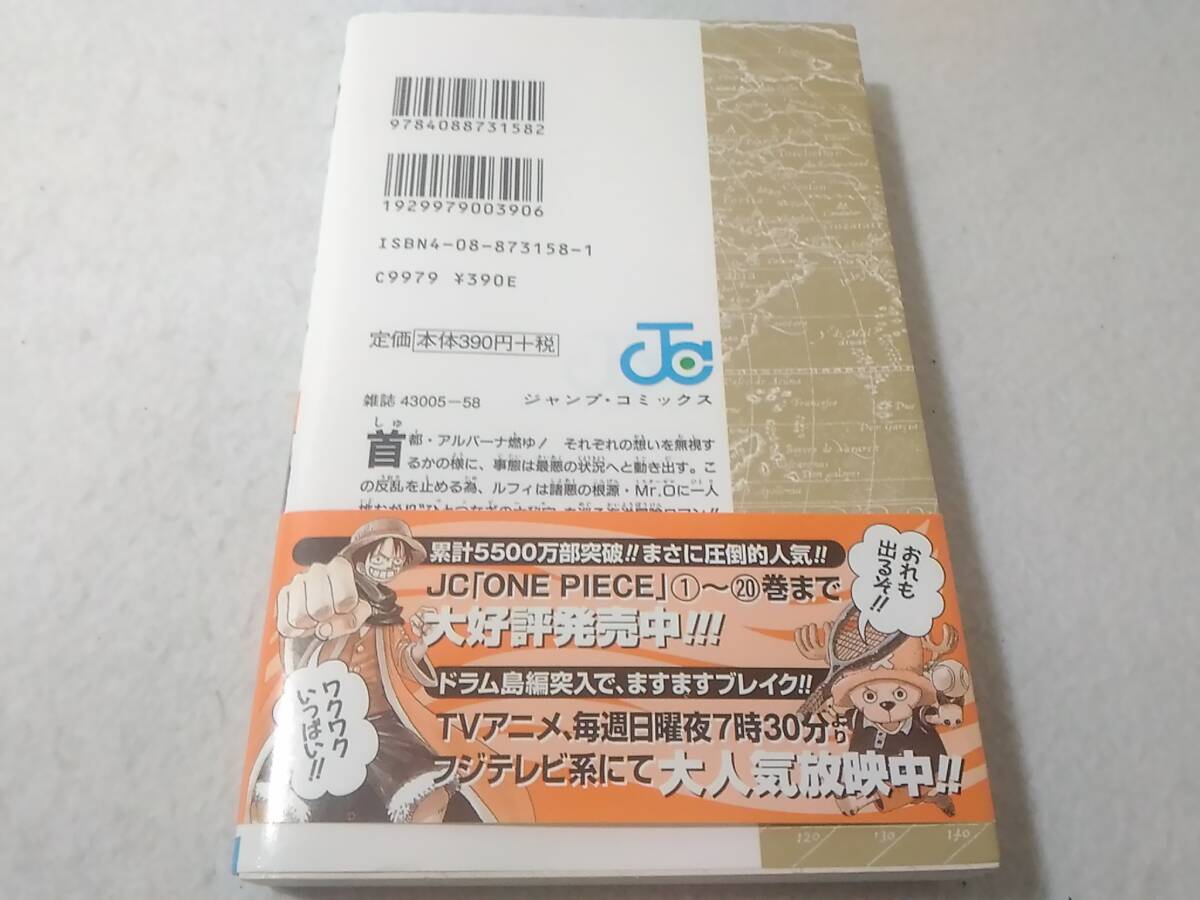 9784088731582
1929979003906
ISBN4-08-873158-1
C9979 ¥390E
定価 本体390円+税
JC
雑誌 43005-58
ジャンプ・コミックス
首都・アルバーナ燃ゆ! それぞれの想いを無視す
るかの様に、事態は最悪の状況へと動き出す。こ
の反乱を止める為、ルフィは諸悪の根源・Mr.0に一人
累計5500万部突破!!まさに圧倒的人気!!
JC「ONE PIECE」①~⑳巻まで
大好評発売中!!!
おれも
出るぞ!!
ドラム島編突入で、ますますブレイク!!
TVアニメ、毎週日曜夜7時30分より
フジテレビ系にて大人気放映中!!
ワクワク
いっぱい!!
120
130
140